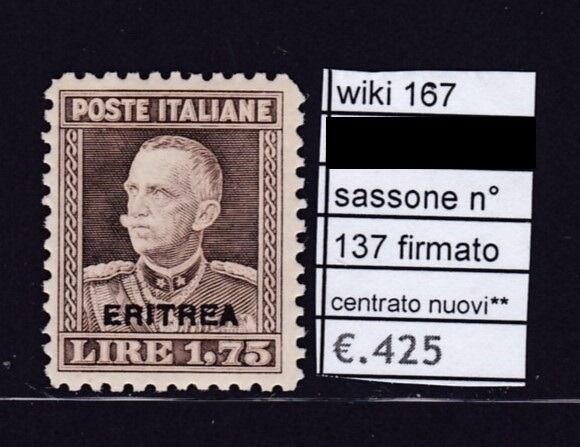 POSTE ITALIANE
ERITREA
LIRE 1,75
wiki 167
sassone n°
137 firmato
centrato nuovi**
€.425